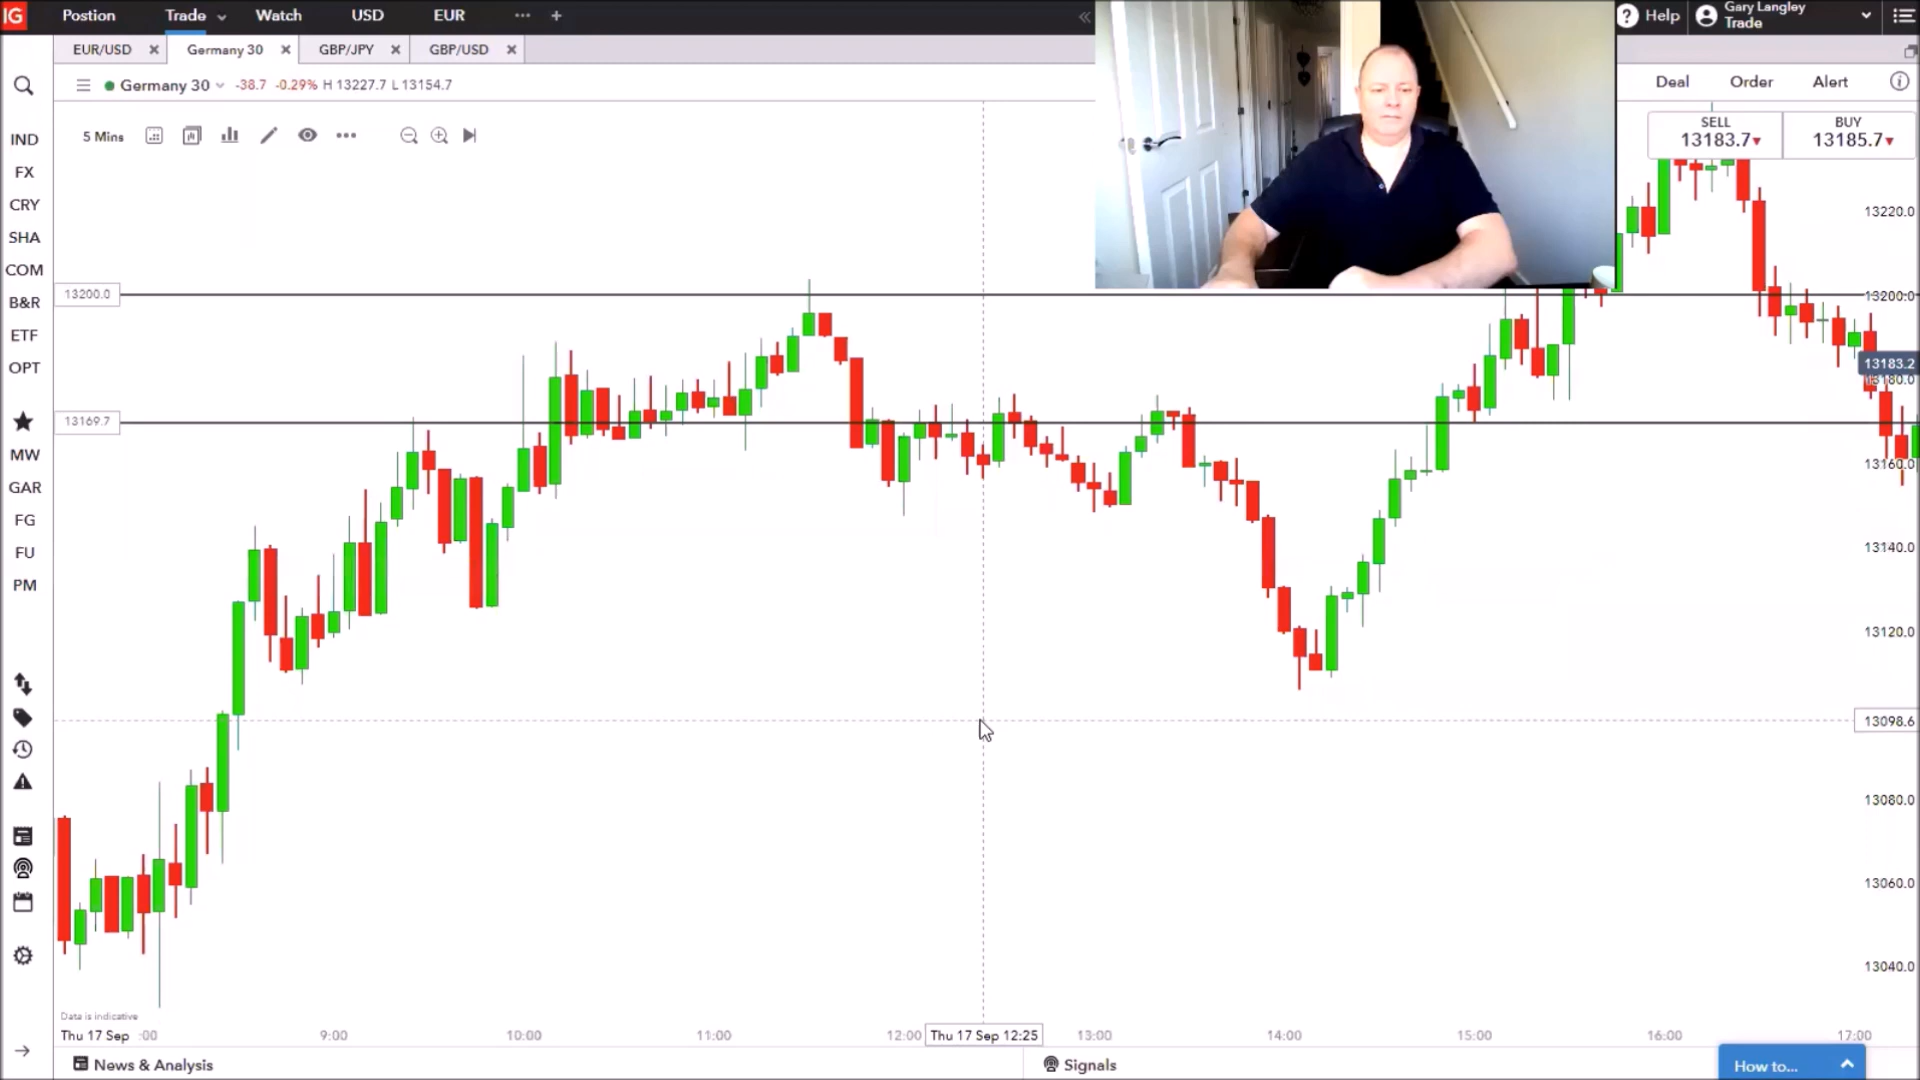 IG Postion Trade Watch USD EUR ··· +
Help
Gary Langley
Trade
EUR/USD Germany 30 GBP/JPY GBP/USD
Germany 30 -38.7 -0.29% H 13227.7 L 13154.7
Deal Order Alert
5 Mins
SELL
13183.7
BUY
13185.7
IND
FX
CRY
SHA
COM
B&R
ETF
OPT
MW
GAR
FG
FU
PM
13200.0
13169.7
13220.0
13200.0
13183.2
13180.0
13160.0
13140.0
13120.0
13098.6
13080.0
13060.0
13040.0
Data is indicative
Thu 17 Sep :00 9:00 10:00 11:00 12:00 Thu 17 Sep 12:25 13:00 14:00 15:00 16:00 17:00
News & Analysis
Signals
How to...